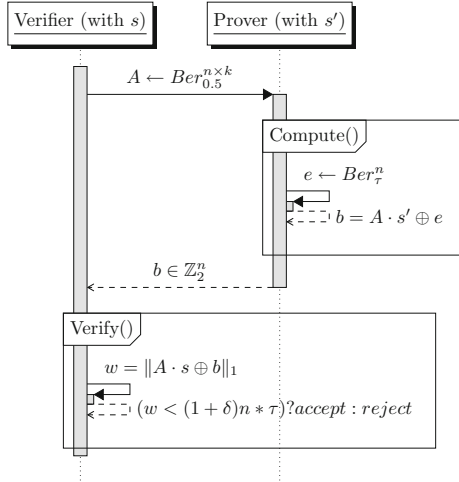 Verifier (with s) Prover (with s′)
A ← Ber_{0.5}^{n×k}
Compute()
e ← Ber_τ^n
b = A · s′ ⊕ e
b ∈ ℤ_2^n
Verify()
w = ‖A · s ⊕ b‖_1
(w < (1 + δ)n ∗ τ)?accept : reject